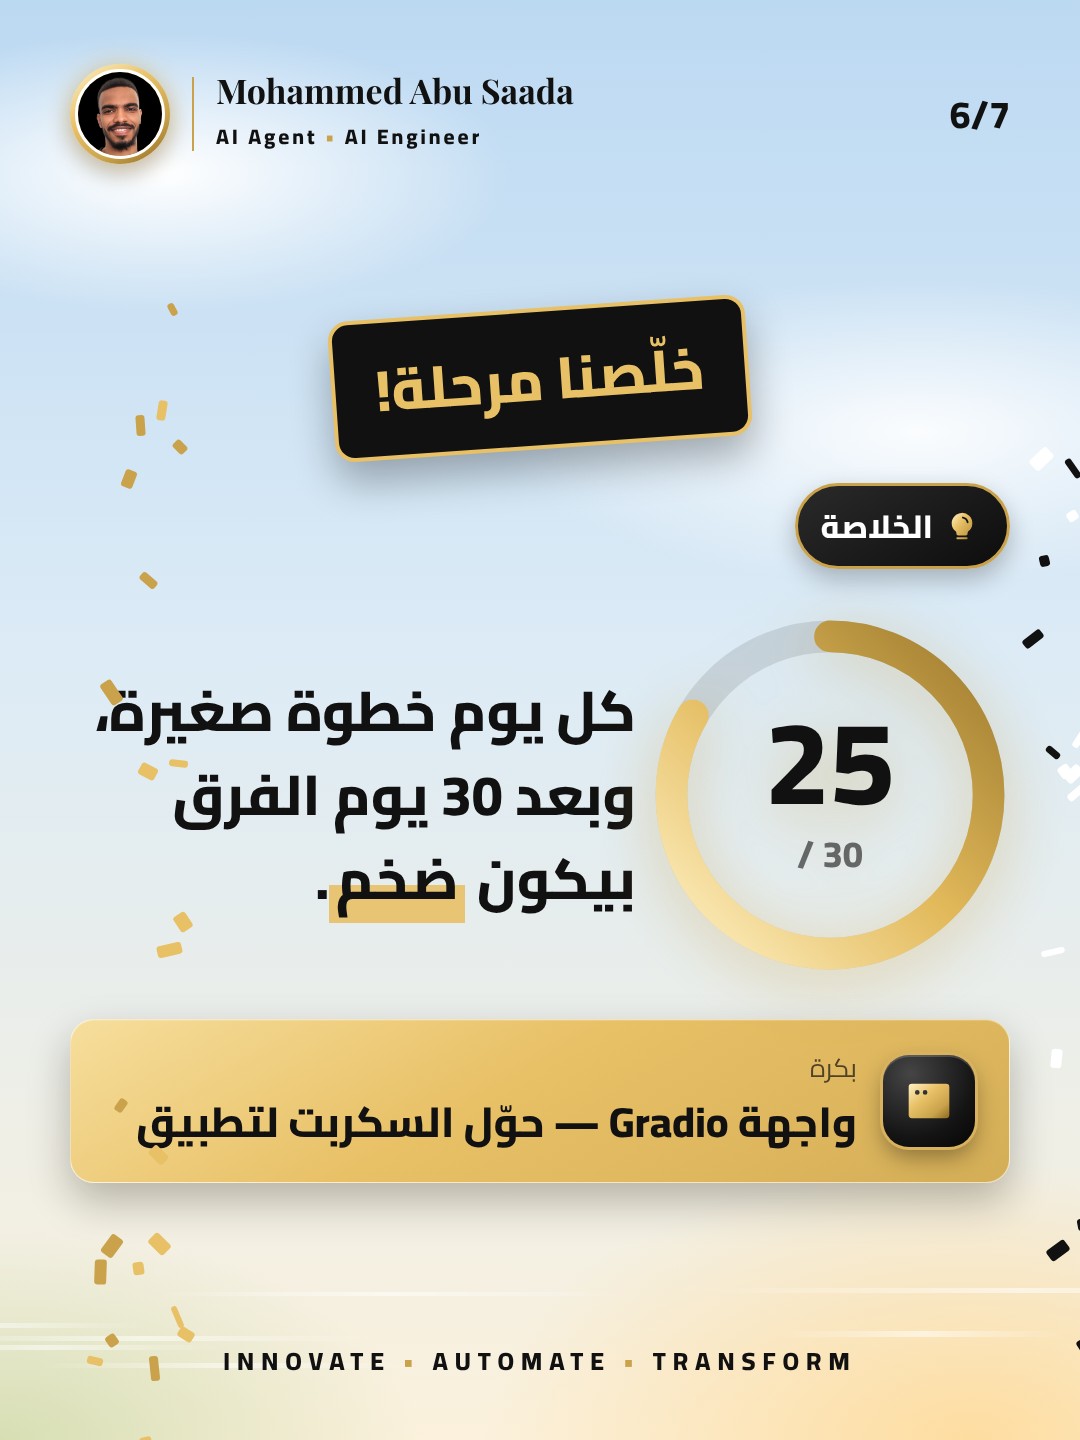 Mohammed Abu Saada
AI Agent ▪ AI Engineer
6/7
خلّصنا مرحلة!
الخلاصة
25
/ 30
كل يوم خطوة صغيرة،
وبعد 30 يوم الفرق
بيكون ضخم.
بكرة
واجهة Gradio — حوّل السكربت لتطبيق
INNOVATE ▪ AUTOMATE ▪ TRANSFORM